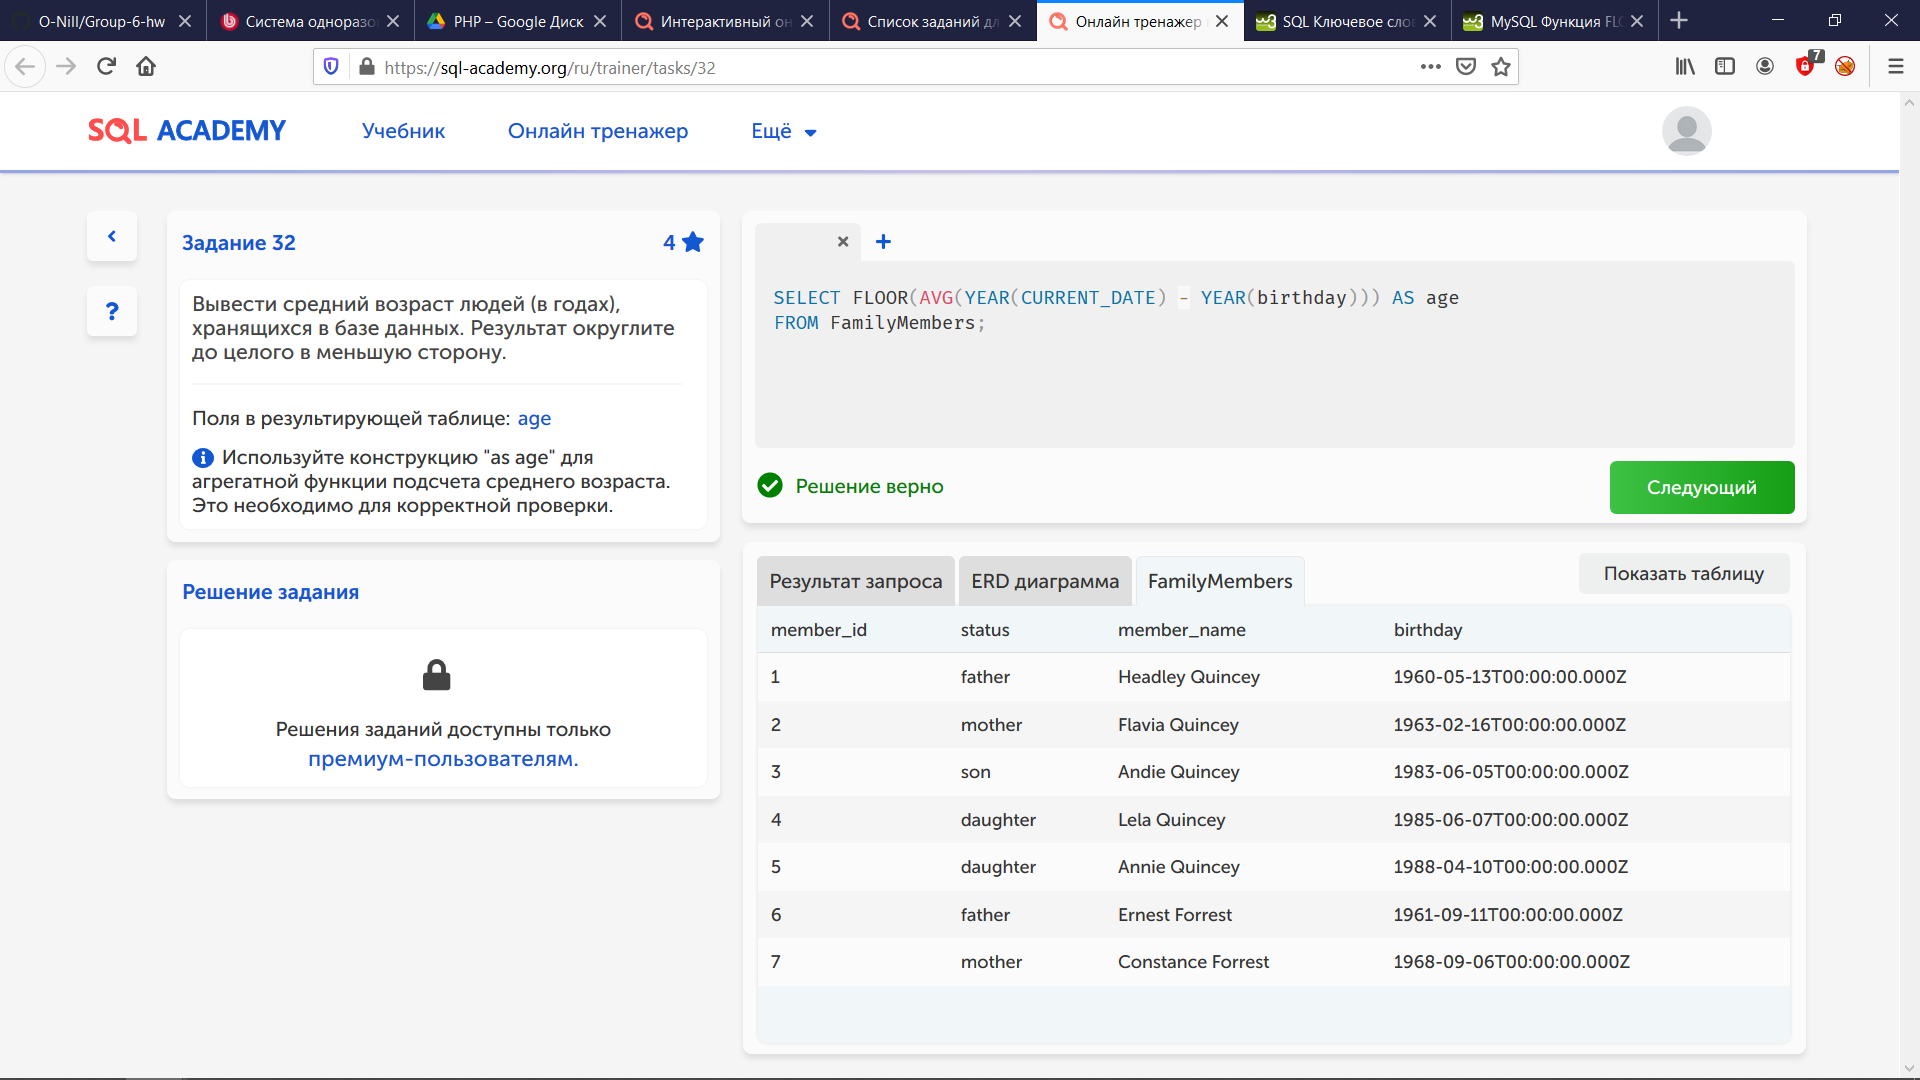 O-Nill/Group-6-hw
Система одноразо
PHP – Google Диск
Интерактивный он
Список заданий дл
Онлайн тренажер
SQL Ключевое сло
MySQL Функция FLO
https://sql-academy.org/ru/trainer/tasks/32
7
SQL ACADEMY
Учебник
Онлайн тренажер
Ещё
Задание 32
4
Вывести средний возраст людей (в годах),
хранящихся в базе данных. Результат округлите
до целого в меньшую сторону.
Поля в результирующей таблице: age
Используйте конструкцию "as age" для
агрегатной функции подсчета среднего возраста.
Это необходимо для корректной проверки.
Решение задания
Решения заданий доступны только
премиум-пользователям.
SELECT FLOOR(AVG(YEAR(CURRENT_DATE) - YEAR(birthday))) AS age
FROM FamilyMembers;
Решение верно
Следующий
Результат запроса
ERD диаграмма
FamilyMembers
Показать таблицу
member_id status member_name birthday
1 father Headley Quincey 1960-05-13T00:00:00.000Z
2 mother Flavia Quincey 1963-02-16T00:00:00.000Z
3 son Andie Quincey 1983-06-05T00:00:00.000Z
4 daughter Lela Quincey 1985-06-07T00:00:00.000Z
5 daughter Annie Quincey 1988-04-10T00:00:00.000Z
6 father Ernest Forrest 1961-09-11T00:00:00.000Z
7 mother Constance Forrest 1968-09-06T00:00:00.000Z